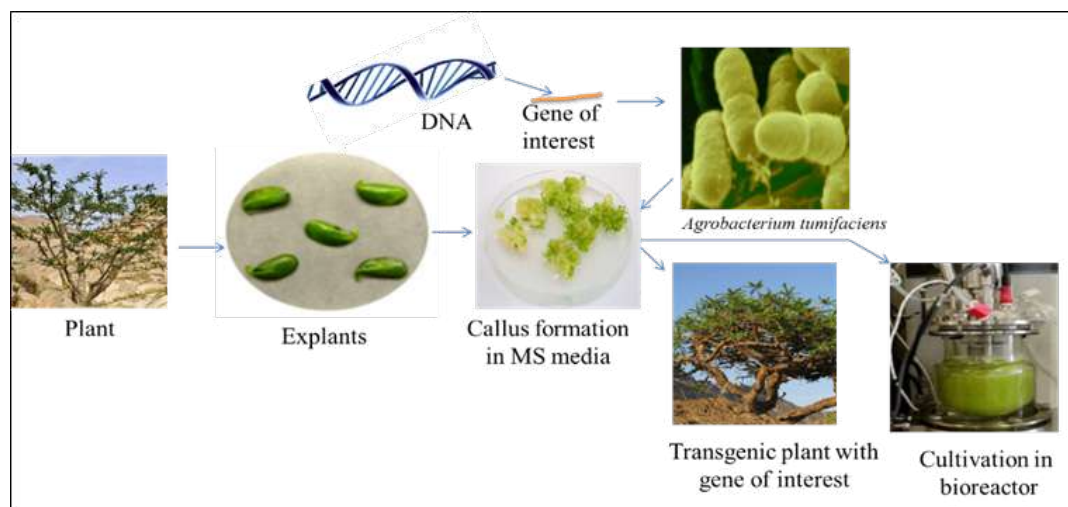 DNA
Gene of
interest
Agrobacterium tumifaciens
Plant
Explants
Callus formation
in MS media
Transgenic plant with
gene of interest
Cultivation in
bioreactor